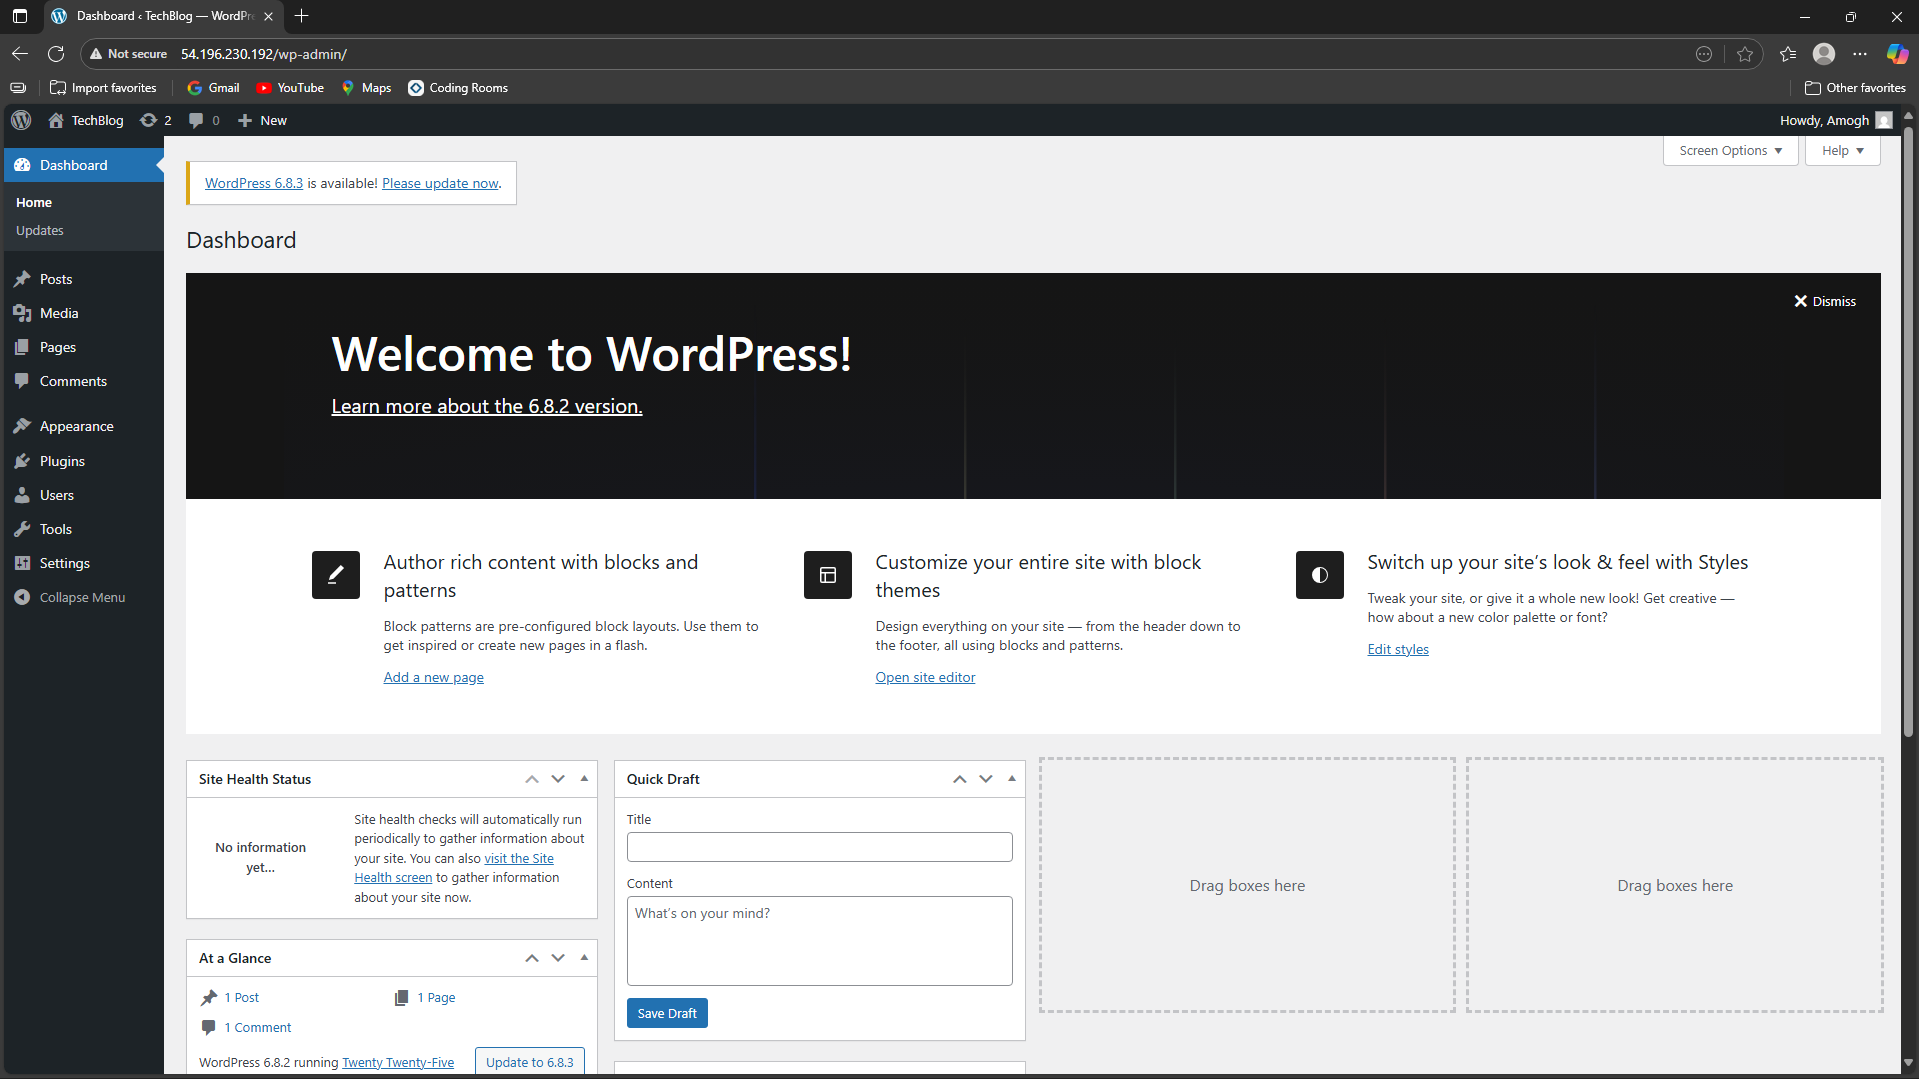 Dashboard ‹ TechBlog — WordPr
Not secure
54.196.230.192/wp-admin/
Import favorites
Gmail
YouTube
Maps
Coding Rooms
Other favorites
TechBlog
2
0
New
Howdy, Amogh
Dashboard
Home
Updates
Posts
Media
Pages
Comments
Appearance
Plugins
Users
Tools
Settings
Collapse Menu
Screen Options
Help
WordPress 6.8.3 is available! Please update now.
Dashboard
Dismiss
Welcome to WordPress!
Learn more about the 6.8.2 version.
Author rich content with blocks and
patterns
Block patterns are pre-configured block layouts. Use them to
get inspired or create new pages in a flash.
Add a new page
Customize your entire site with block
themes
Design everything on your site — from the header down to
the footer, all using blocks and patterns.
Open site editor
Switch up your site’s look & feel with Styles
Tweak your site, or give it a whole new look! Get creative —
how about a new color palette or font?
Edit styles
Site Health Status
No information
yet...
Site health checks will automatically run
periodically to gather information about
your site. You can also visit the Site
Health screen to gather information
about your site now.
At a Glance
1 Post
1 Page
1 Comment
WordPress 6.8.2 running Twenty Twenty-Five
Update to 6.8.3
Quick Draft
Title
Content
What’s on your mind?
Save Draft
Drag boxes here
Drag boxes here